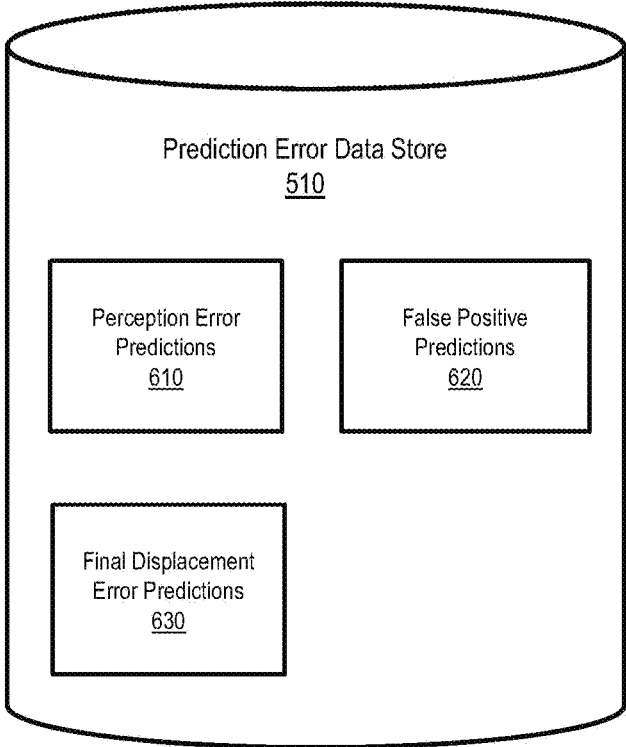 Prediction Error Data Store
510
Perception Error
Predictions
610
False Positive
Predictions
620
Final Displacement
Error Predictions
630